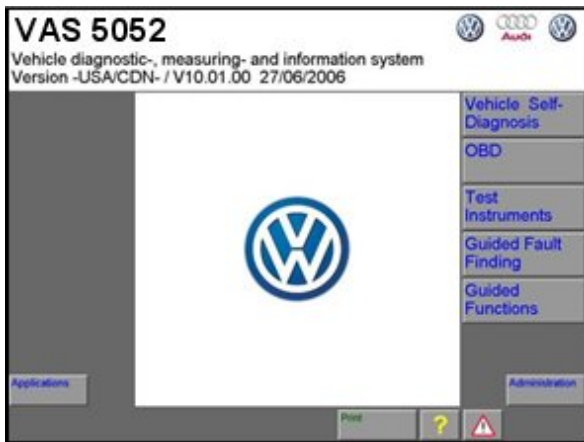 VAS 5052
Vehicle diagnostic-, measuring- and information system
Version -USA/CDN- / V10.01.00 27/06/2006
Audi
Vehicle Self-
Diagnosis
OBD
Test
Instruments
Guided Fault
Finding
Guided
Functions
Applications
Administration
Print
?